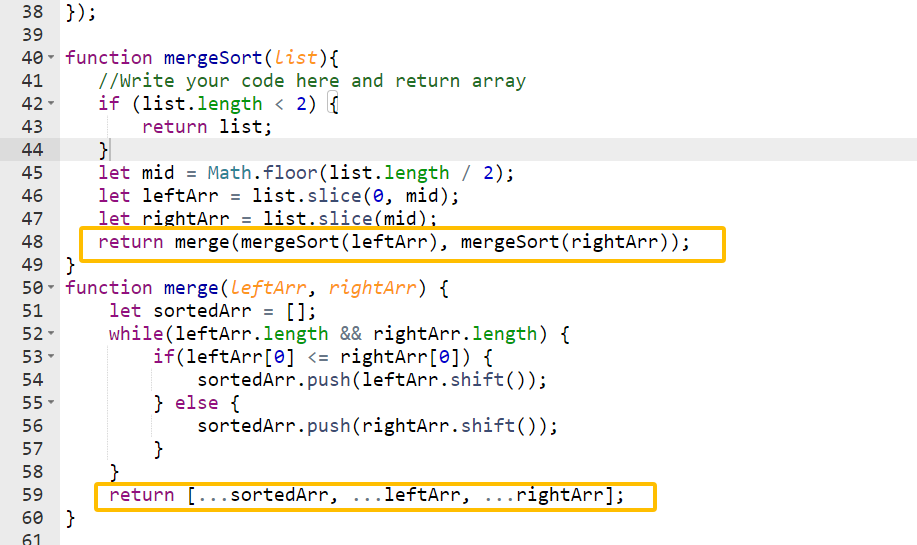 38 });
39
40 function mergeSort(list){
41 //Write your code here and return array
42 if (list.length < 2) {
43 return list;
44 }
45 let mid = Math.floor(list.length / 2);
46 let leftArr = list.slice(0, mid);
47 let rightArr = list.slice(mid);
48 return merge(mergeSort(leftArr), mergeSort(rightArr));
49 }
50 function merge(leftArr, rightArr) {
51 let sortedArr = [];
52 while(leftArr.length && rightArr.length) {
53 if(leftArr[0] <= rightArr[0]) {
54 sortedArr.push(leftArr.shift());
55 } else {
56 sortedArr.push(rightArr.shift());
57 }
58 }
59 return [...sortedArr, ...leftArr, ...rightArr];
60 }
61